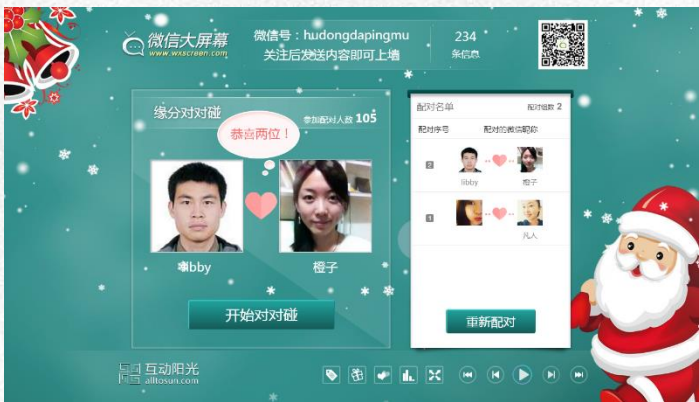 微信大屏幕
www.wxscreen.com
微信号：hudongdapingmu
关注后发送内容即可上墙
234
条信息
缘分对对碰
参加配对人数 105
恭喜两位！
libby
橙子
开始对对碰
配对名单
配对组数 2
配对序号
配对的微信昵称
2
libby
橙子
1
凡人
重新配对
互动阳光
alltosun.com